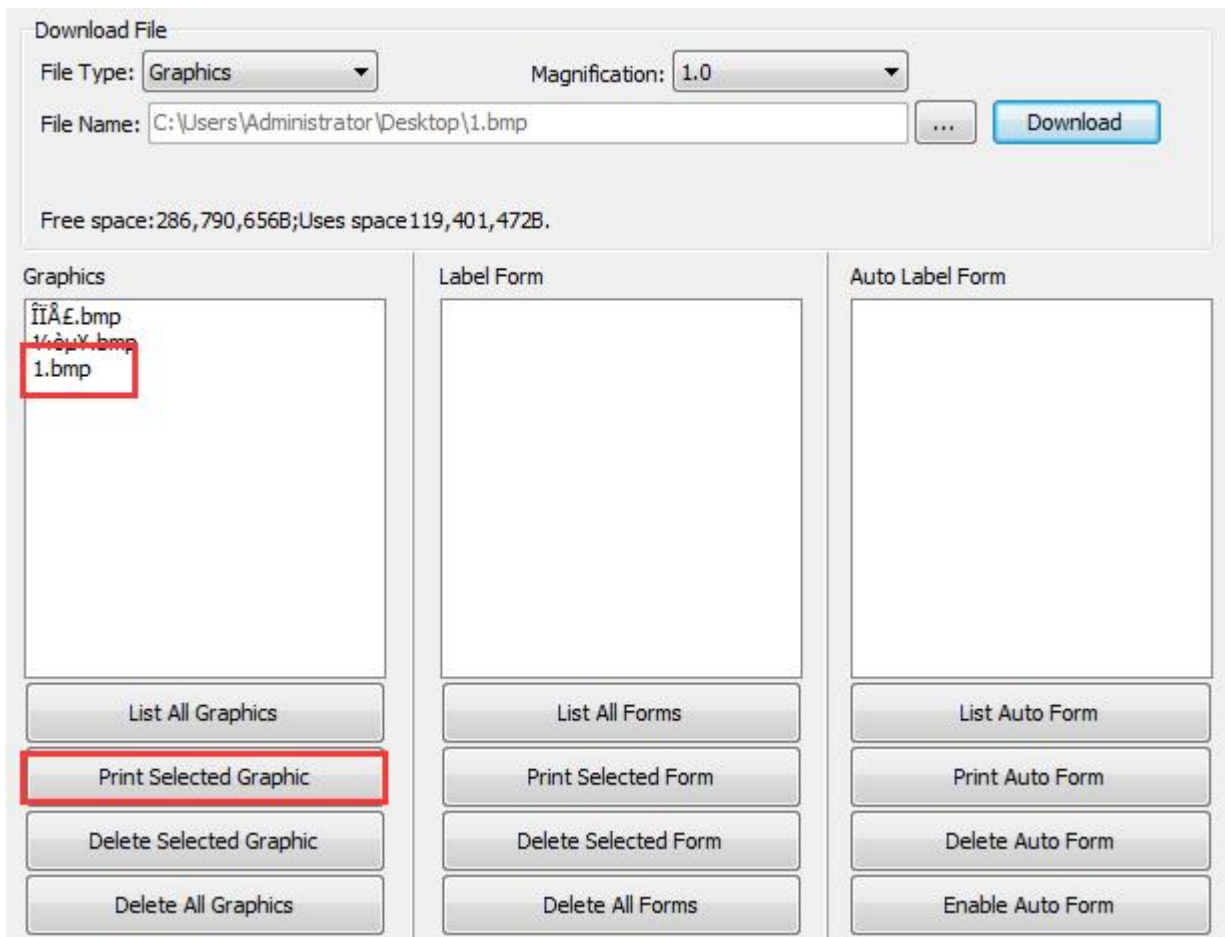 Download File
File Type: Graphics Magnification: 1.0
File Name: C:\Users\Administrator\Desktop\1.bmp ... Download
Free space:286,790,656B;Uses space119,401,472B.
Graphics Label Form Auto Label Form
ÎÏÅ£.bmp
¼òµ¥.bmp
1.bmp
List All Graphics List All Forms List Auto Form
Print Selected Graphic Print Selected Form Print Auto Form
Delete Selected Graphic Delete Selected Form Delete Auto Form
Delete All Graphics Delete All Forms Enable Auto Form